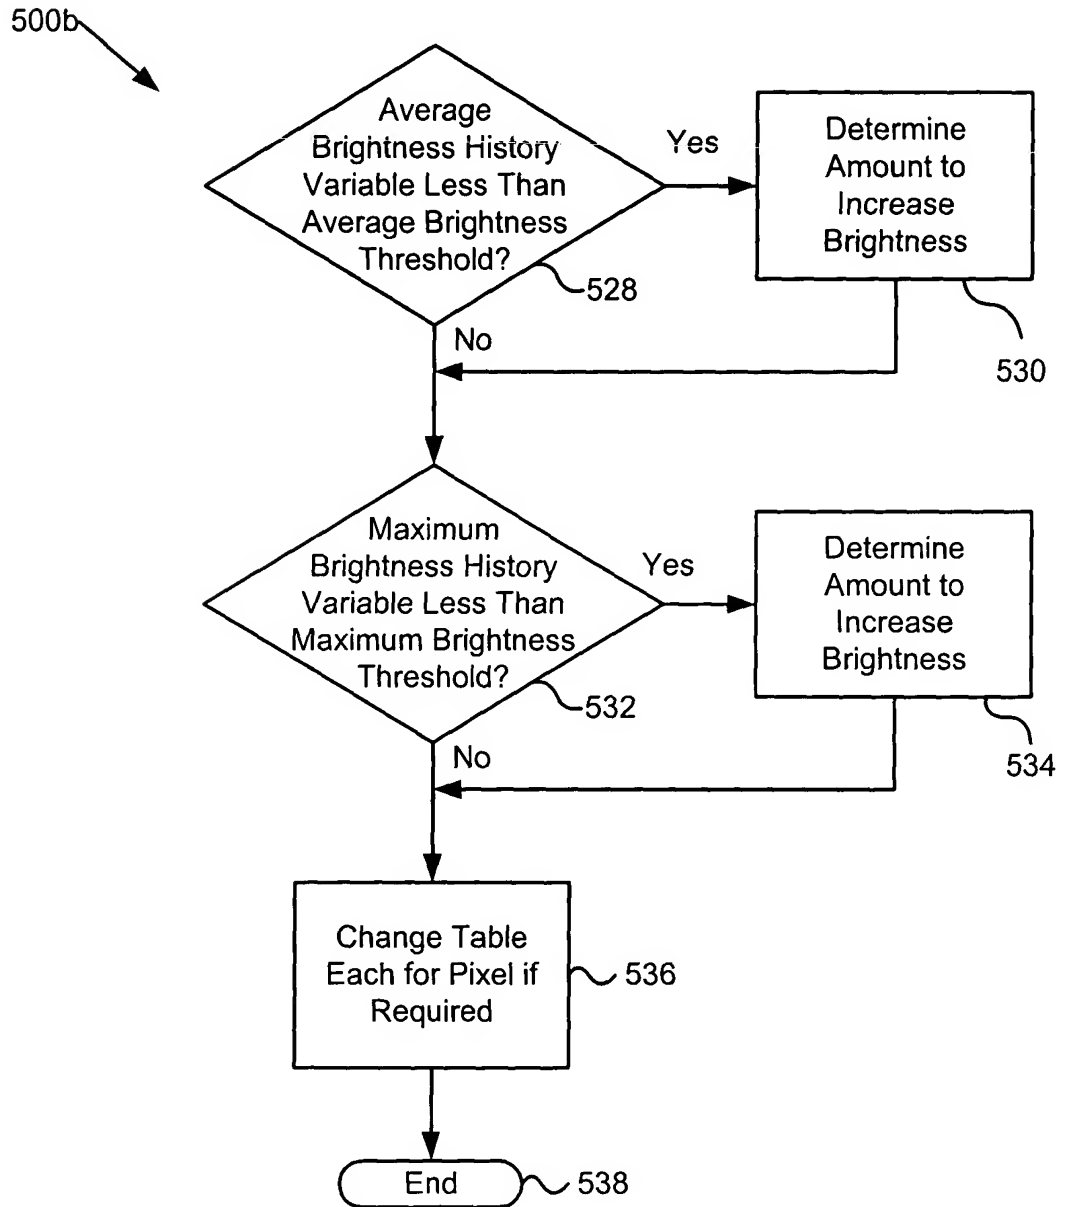 500b
Average
Brightness History
Variable Less Than
Average Brightness
Threshold?
528
Yes
Determine
Amount to
Increase
Brightness
530
No
Maximum
Brightness History
Variable Less Than
Maximum Brightness
Threshold?
532
Yes
Determine
Amount to
Increase
Brightness
534
No
Change Table
Each for Pixel if
Required
536
End
538